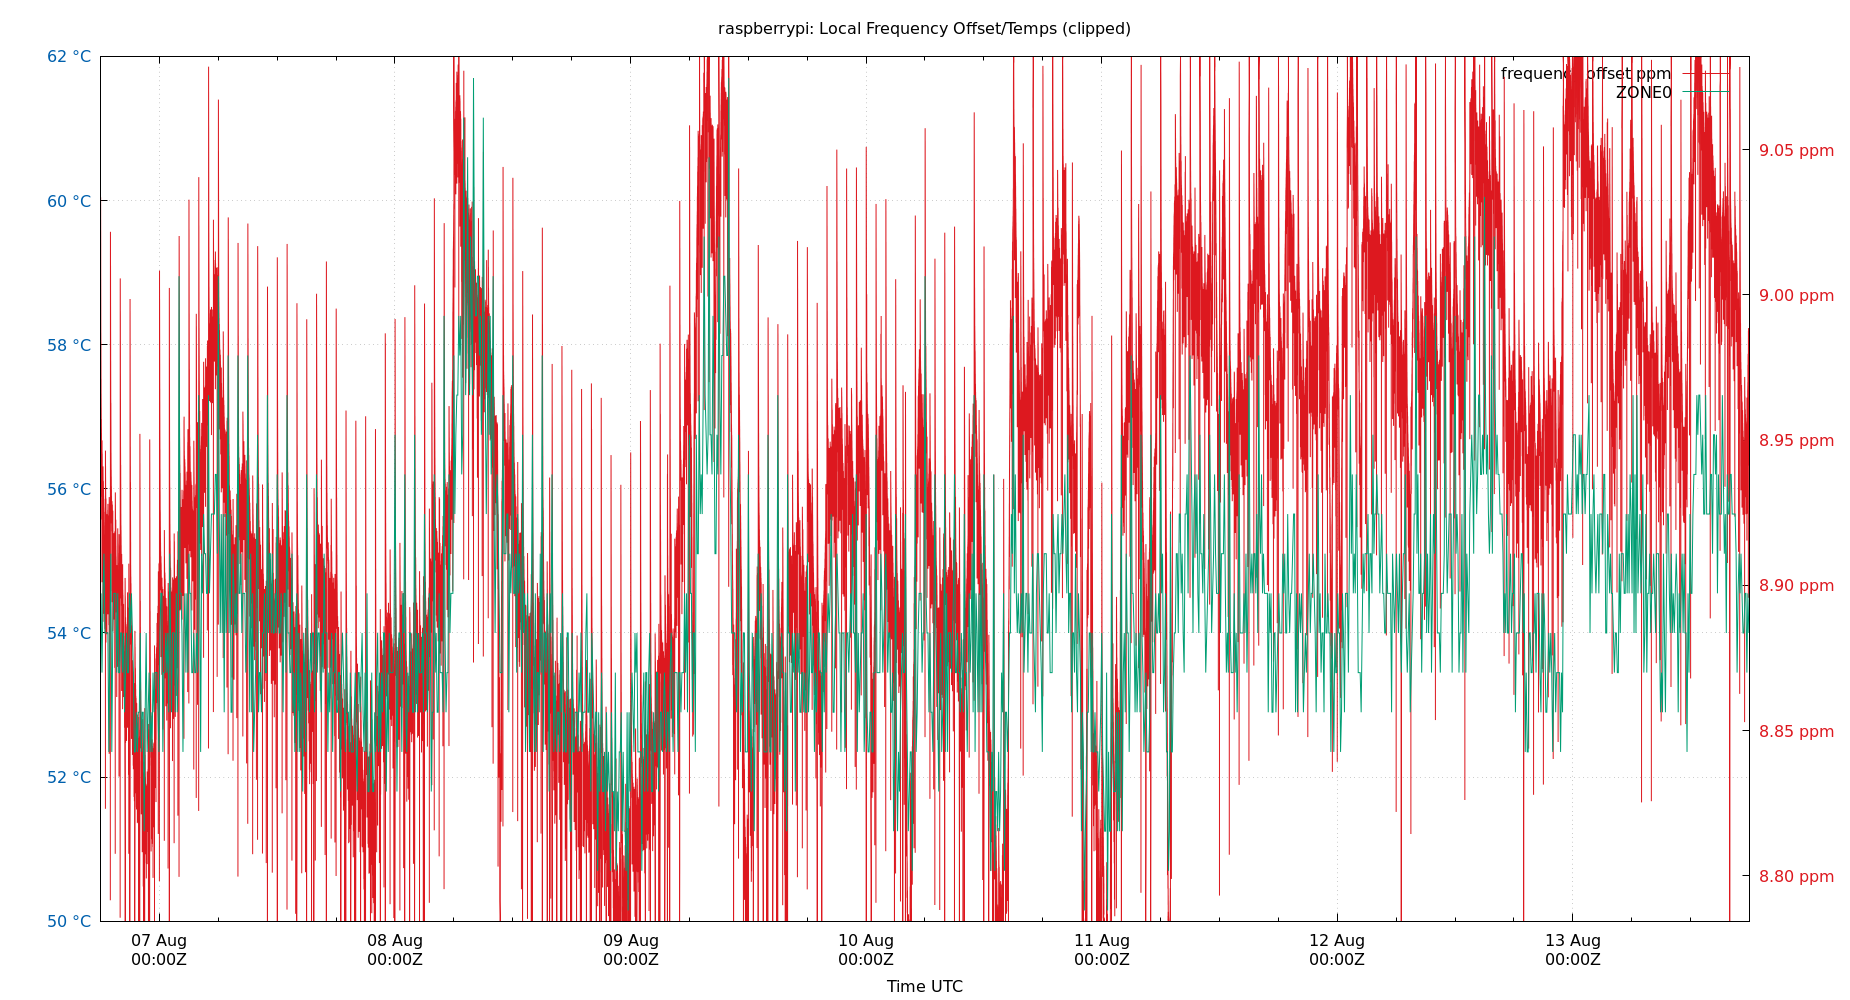 raspberrypi: Local Frequency Offset/Temps (clipped)
62 °C
60 °C
58 °C
56 °C
54 °C
52 °C
50 °C
frequency offset ppm
ZONE0
9.05 ppm
9.00 ppm
8.95 ppm
8.90 ppm
8.85 ppm
8.80 ppm
07 Aug
00:00Z
08 Aug
00:00Z
09 Aug
00:00Z
10 Aug
00:00Z
11 Aug
00:00Z
12 Aug
00:00Z
13 Aug
00:00Z
Time UTC